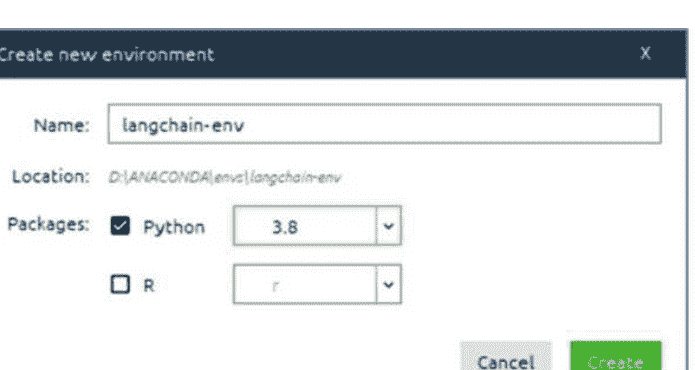 Create new environment X
Name: langchain-env
Location: D:\ANACONDA\envs\langchain-env
Packages: Python 3.8
R r
Cancel Create